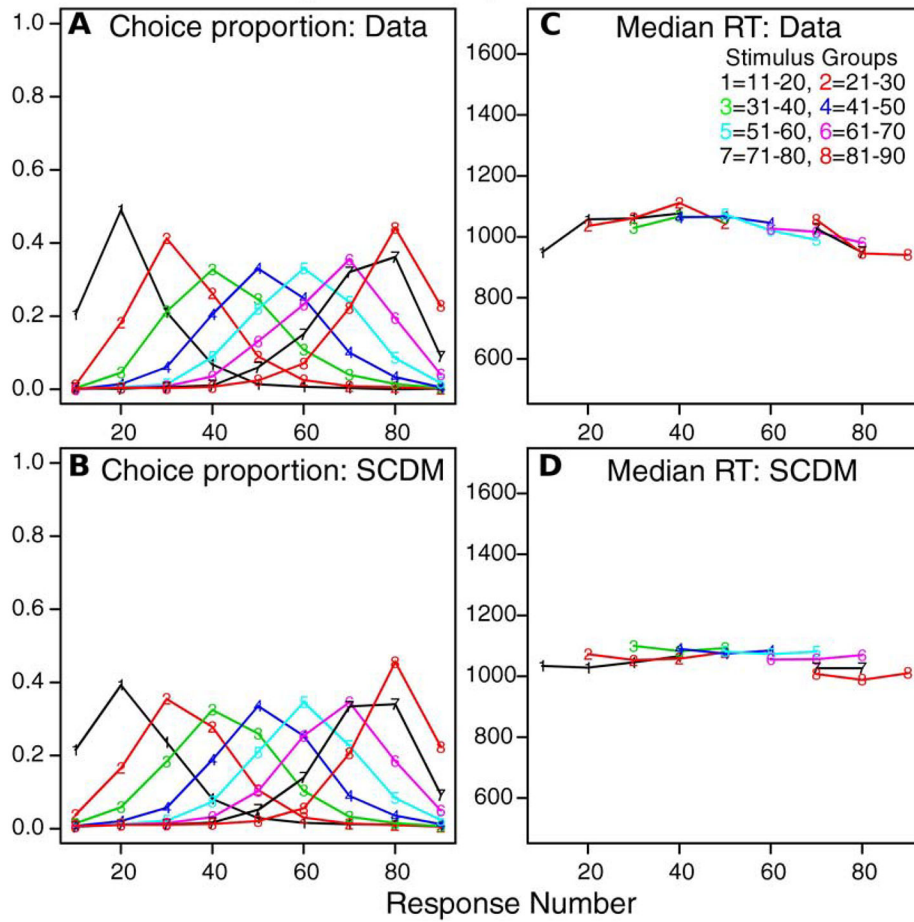 A Choice proportion: Data
1.0
0.8
0.6
0.4
0.2
0.0
20 40 60 80
C Median RT: Data
Stimulus Groups
1=11-20, 2=21-30
3=31-40, 4=41-50
5=51-60, 6=61-70
7=71-80, 8=81-90
1600
1400
1200
1000
800
600
20 40 60 80
B Choice proportion: SCDM
1.0
0.8
0.6
0.4
0.2
0.0
20 40 60 80
D Median RT: SCDM
1600
1400
1200
1000
800
600
20 40 60 80
Response Number